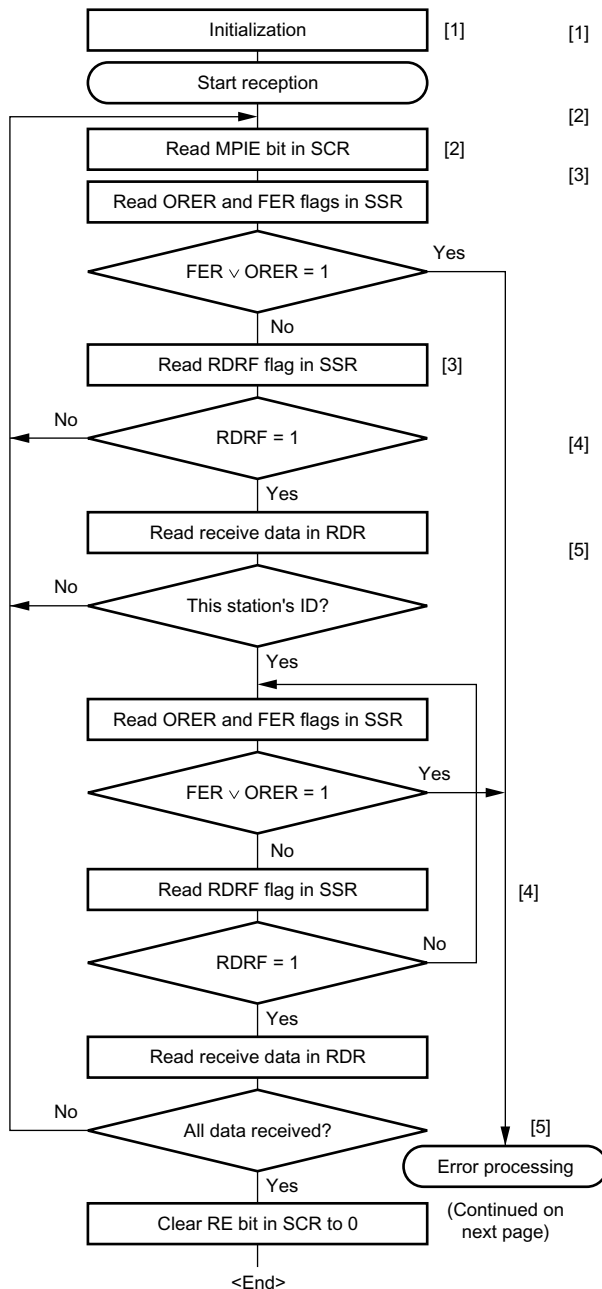 Initialization [1] [1]
Start reception
[2]
Read MPIE bit in SCR [2]
[3]
Read ORER and FER flags in SSR
Yes
FER ∨ ORER = 1
No
Read RDRF flag in SSR [3]
No
RDRF = 1
[4]
Yes
Read receive data in RDR
[5]
No
This station's ID?
Yes
Read ORER and FER flags in SSR
Yes
FER ∨ ORER = 1
No
Read RDRF flag in SSR
[4]
No
RDRF = 1
Yes
Read receive data in RDR
No
All data received?
[5]
Error processing
Yes
(Continued on
next page)
Clear RE bit in SCR to 0
<End>